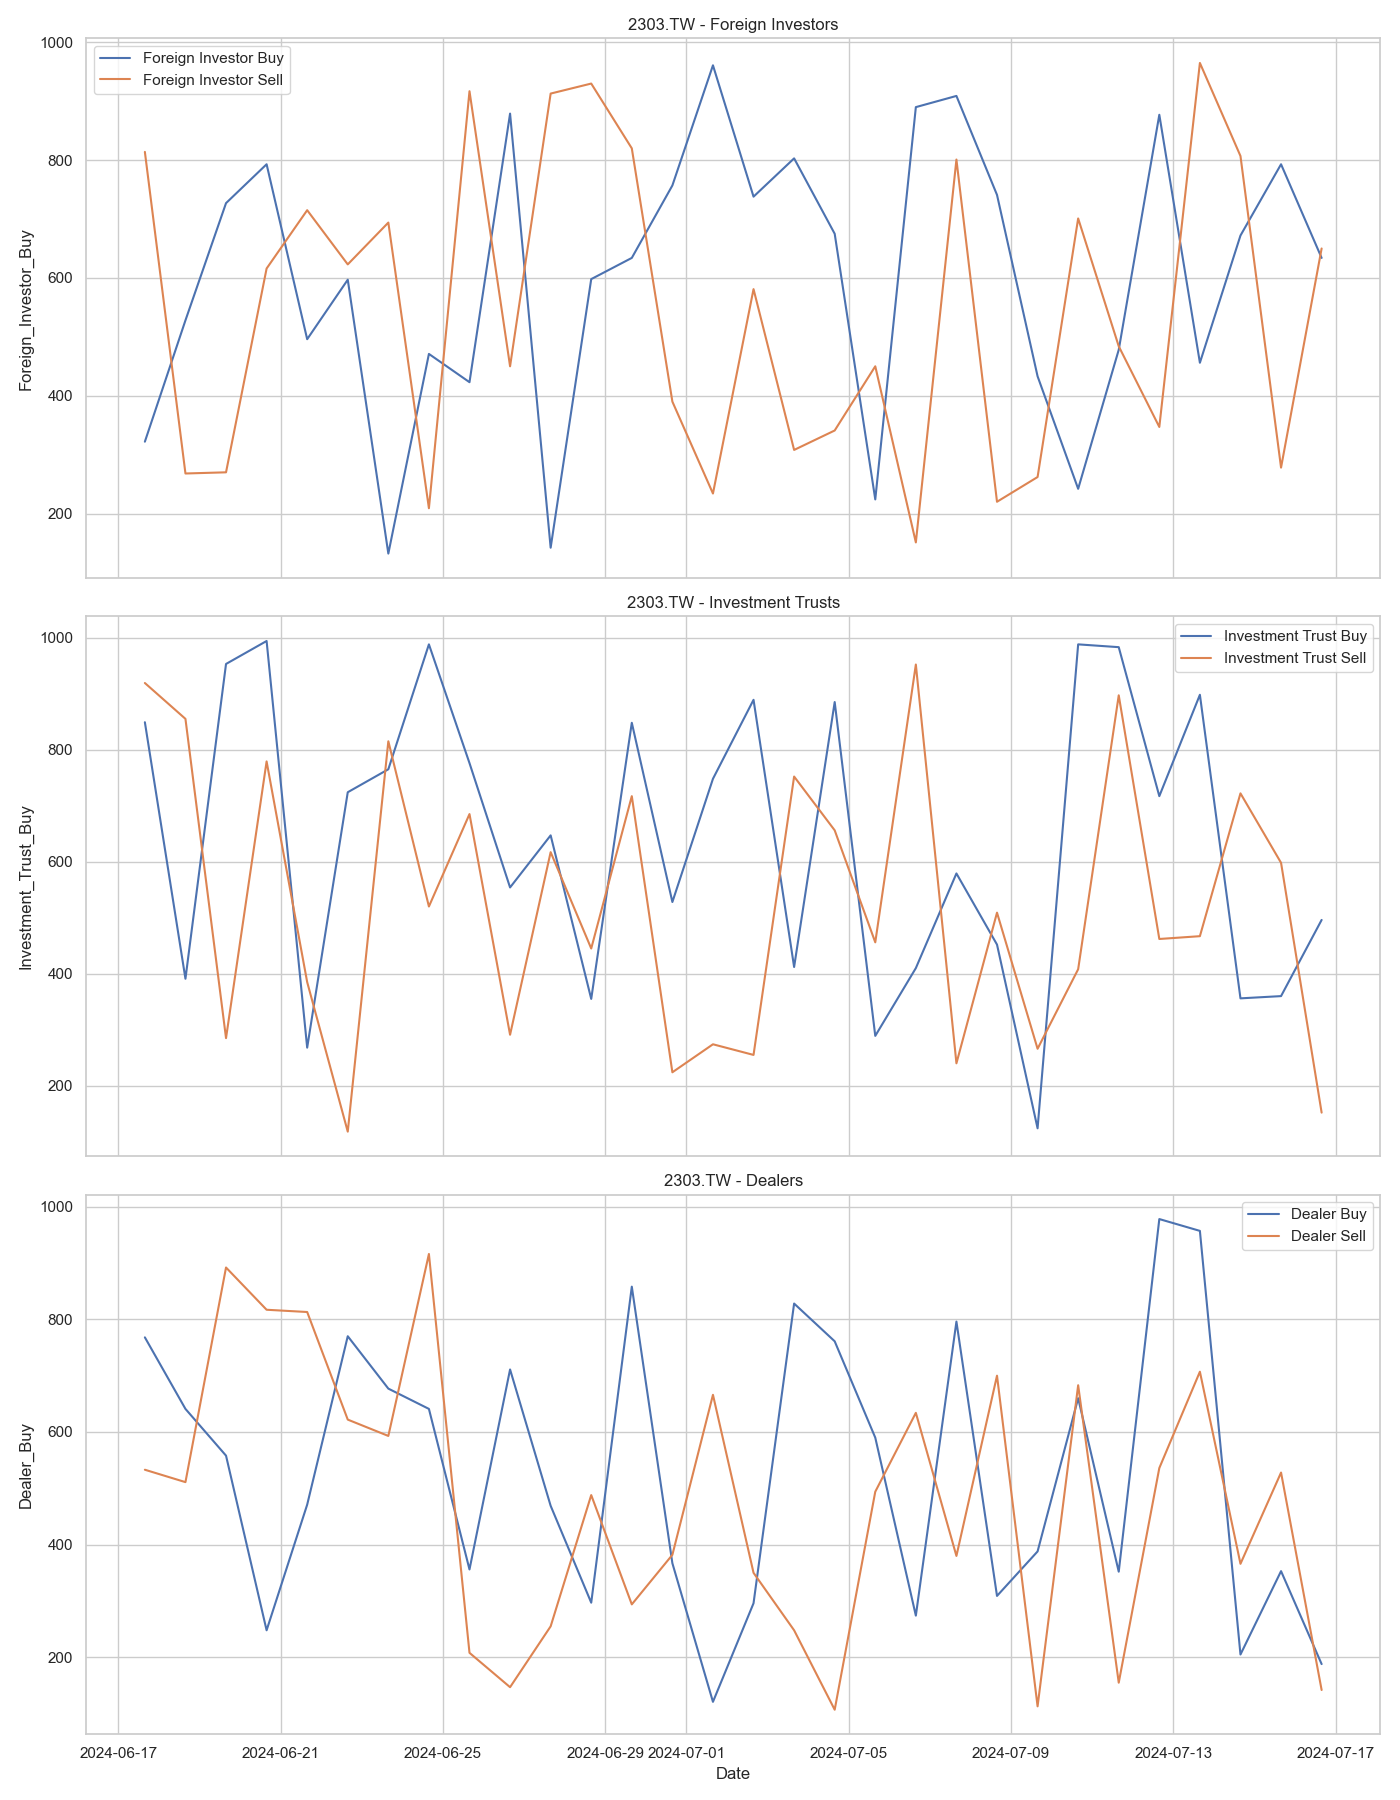 2303.TW - Foreign Investors
Foreign Investor Buy
Foreign Investor Sell
Foreign_Investor_Buy
1000
800
600
400
200
2303.TW - Investment Trusts
Investment Trust Buy
Investment Trust Sell
Investment_Trust_Buy
1000
800
600
400
200
2303.TW - Dealers
Dealer Buy
Dealer Sell
Dealer_Buy
1000
800
600
400
200
2024-06-17 2024-06-21 2024-06-25 2024-06-29 2024-07-01 2024-07-05 2024-07-09 2024-07-13 2024-07-17
Date